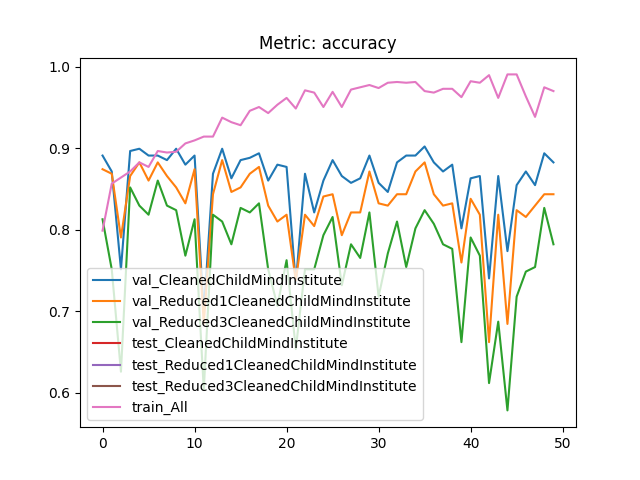 Metric: accuracy
1.0
0.9
0.8
0.7
0.6
val_CleanedChildMindInstitute
val_Reduced1CleanedChildMindInstitute
val_Reduced3CleanedChildMindInstitute
test_CleanedChildMindInstitute
test_Reduced1CleanedChildMindInstitute
test_Reduced3CleanedChildMindInstitute
train_All
0 10 20 30 40 50